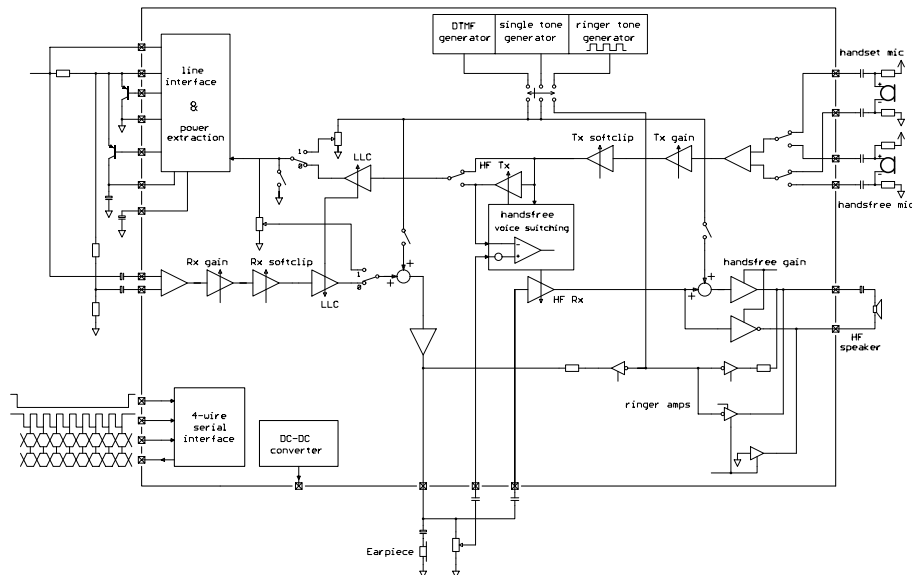 DTMF generator
single tone generator
ringer tone generator
line interface
&
power extraction
handset mic
+
-
+
-
handsfree mic
Tx softclip
Tx gain
1
0
LLC
HF Tx
handsfree voice switching
-
+
Rx gain
Rx softclip
LLC
1
0
+
+
HF Rx
+
+
handsfree gain
HF speaker
ringer amps
4-wire serial interface
DC-DC converter
Earpiece